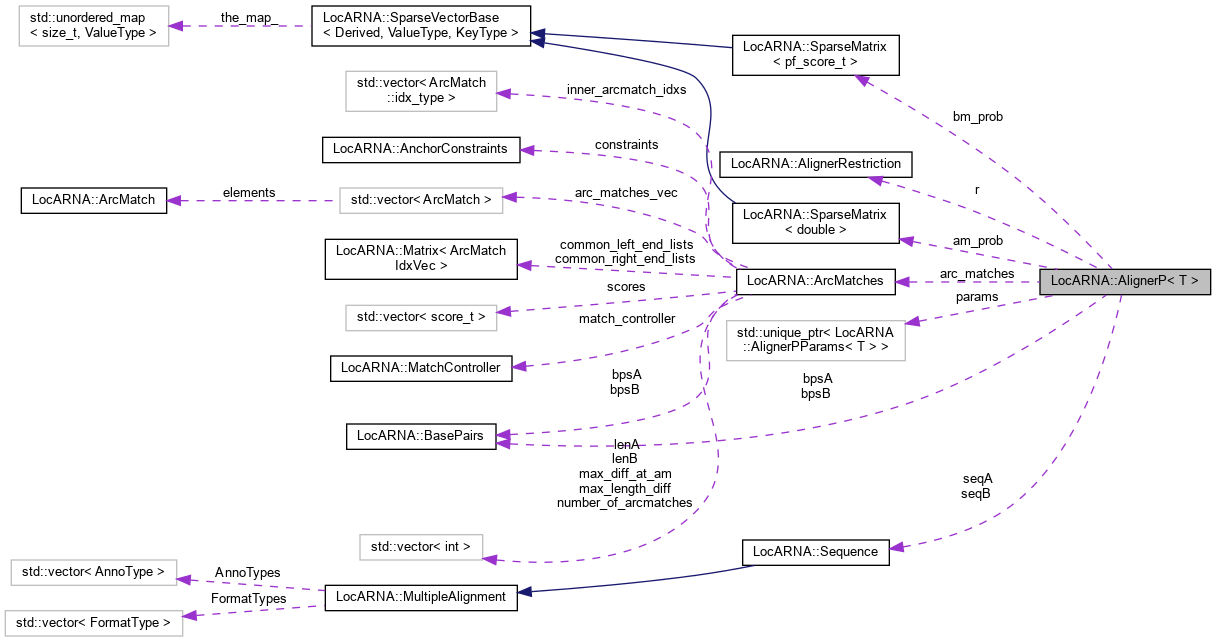 std::unordered_map
< size_t, ValueType >
the_map_
LocARNA::SparseVectorBase
< Derived, ValueType, KeyType >
LocARNA::SparseMatrix
< pf_score_t >
std::vector< ArcMatch
::idx_type >
inner_arcmatch_idxs
bm_prob
LocARNA::AnchorConstraints
constraints
LocARNA::AlignerRestriction
r
LocARNA::ArcMatch
elements
std::vector< ArcMatch >
arc_matches_vec
LocARNA::SparseMatrix
< double >
am_prob
LocARNA::Matrix< ArcMatch
IdxVec >
common_left_end_lists
common_right_end_lists
LocARNA::ArcMatches
arc_matches
LocARNA::AlignerP< T >
scores
params
std::vector< score_t >
match_controller
std::unique_ptr< LocARNA
::AlignerPParams< T > >
LocARNA::MatchController
bpsA
bpsB
bpsA
bpsB
LocARNA::BasePairs
lenA
lenB
max_diff_at_am
max_length_diff
number_of_arcmatches
seqA
seqB
std::vector< int >
LocARNA::Sequence
std::vector< AnnoType >
AnnoTypes
LocARNA::MultipleAlignment
FormatTypes
std::vector< FormatType >